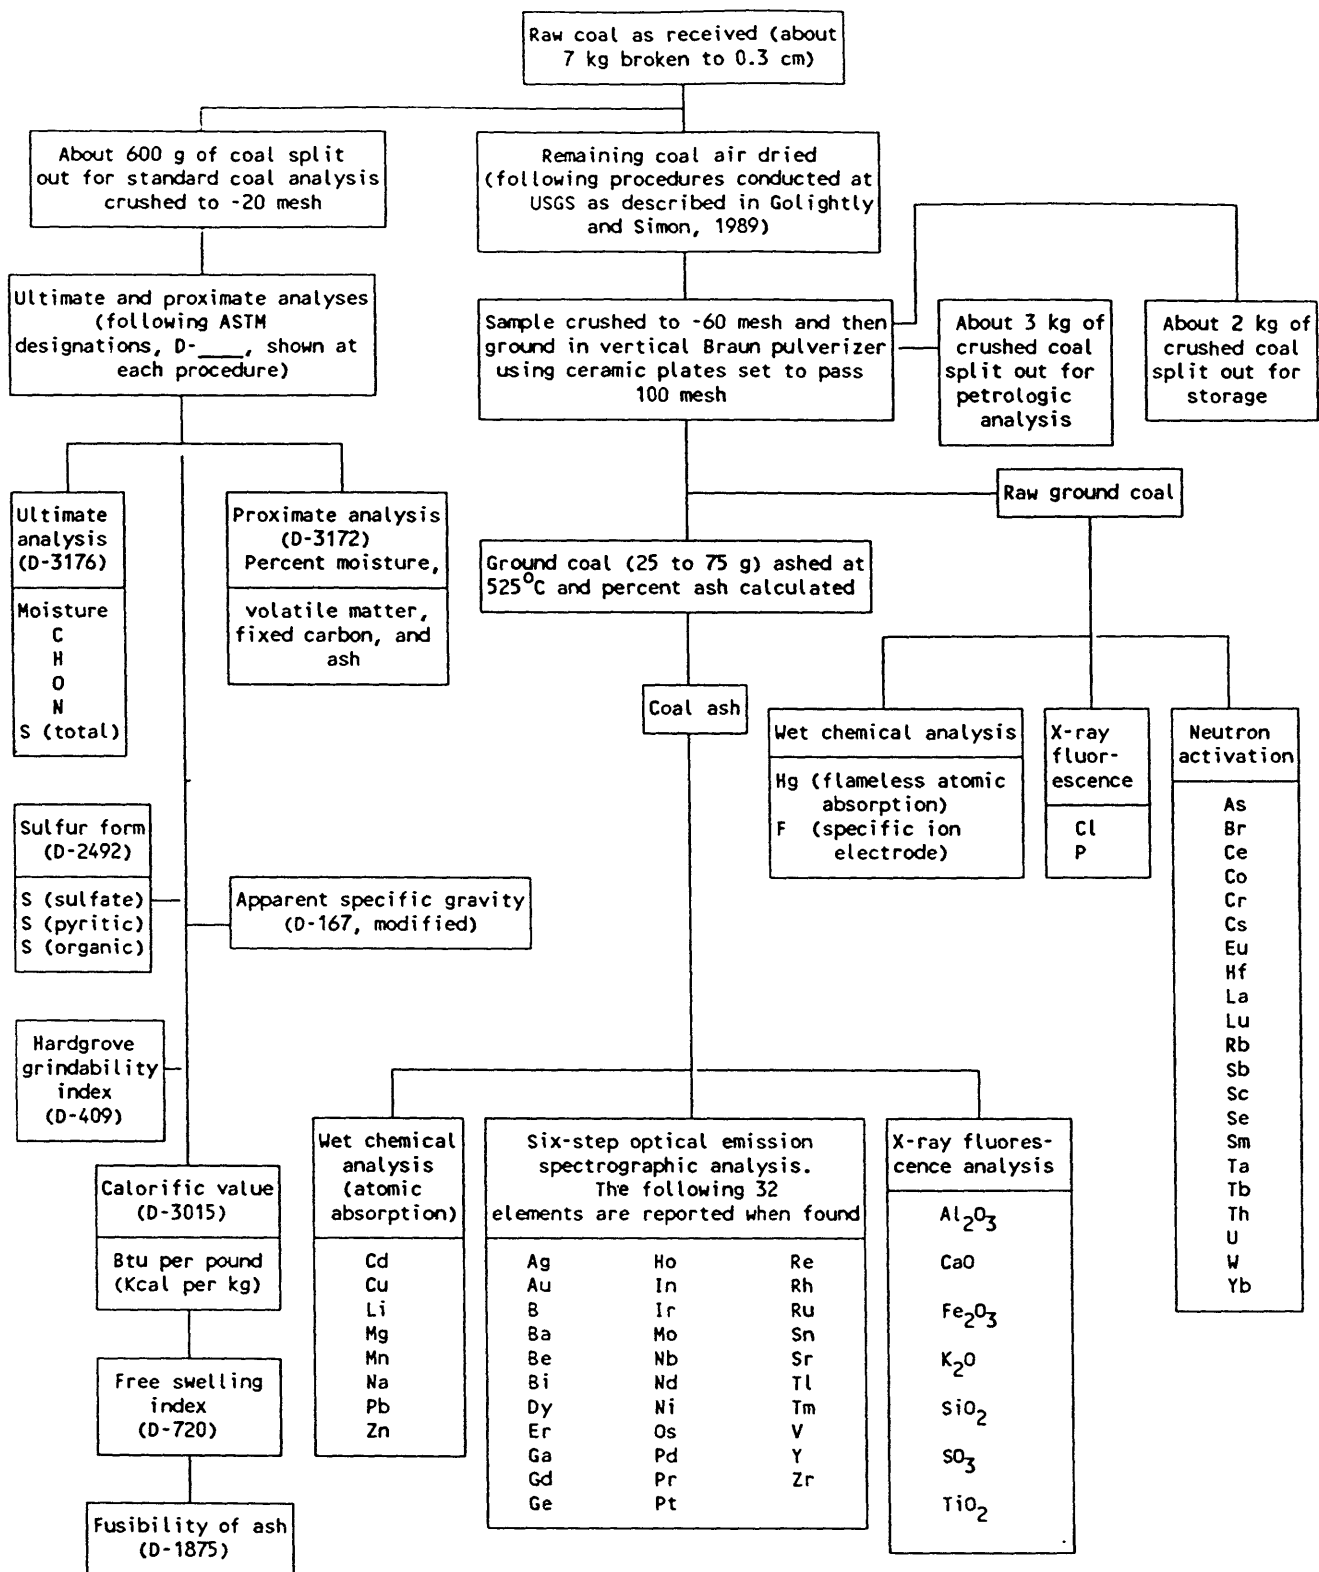 Raw coal as received (about
7 kg broken to 0.3 cm)
About 600 g of coal split
out for standard coal analysis
crushed to -20 mesh
Remaining coal air dried
(following procedures conducted at
USGS as described in Golightly
and Simon, 1989)
Ultimate and proximate analyses
(following ASTM
designations, D-____, shown at
each procedure)
Sample crushed to -60 mesh and then
ground in vertical Braun pulverizer
using ceramic plates set to pass
100 mesh
About 3 kg of
crushed coal
split out for
petrologic
analysis
About 2 kg of
crushed coal
split out for
storage
Raw ground coal
Ultimate
analysis
(D-3176)
Moisture
C
H
O
N
S (total)
Proximate analysis
(D-3172)
Percent moisture,
volatile matter,
fixed carbon, and
ash
Ground coal (25 to 75 g) ashed at
525°C and percent ash calculated
Coal ash
Wet chemical analysis
Hg (flameless atomic
absorption)
F (specific ion
electrode)
X-ray
fluor-
escence
Cl
P
Neutron
activation
As
Br
Ce
Co
Cr
Cs
Eu
Hf
La
Lu
Rb
Sb
Sc
Se
Sm
Ta
Tb
Th
U
W
Yb
Sulfur form
(D-2492)
S (sulfate)
S (pyritic)
S (organic)
Apparent specific gravity
(D-167, modified)
Hardgrove
grindability
index
(D-409)
Calorific value
(D-3015)
Btu per pound
(Kcal per kg)
Free swelling
index
(D-720)
Fusibility of ash
(D-1875)
Wet chemical
analysis
(atomic
absorption)
Cd
Cu
Li
Mg
Mn
Na
Pb
Zn
Six-step optical emission
spectrographic analysis.
The following 32
elements are reported when found
Ag Ho Re
Au In Rh
B Ir Ru
Ba Mo Sn
Be Nb Sr
Bi Nd Tl
Dy Ni Tm
Er Os V
Ga Pd Y
Gd Pr Zr
Ge Pt
X-ray fluores-
cence analysis
Al2O3
CaO
Fe2O3
K2O
SiO2
SO3
TiO2